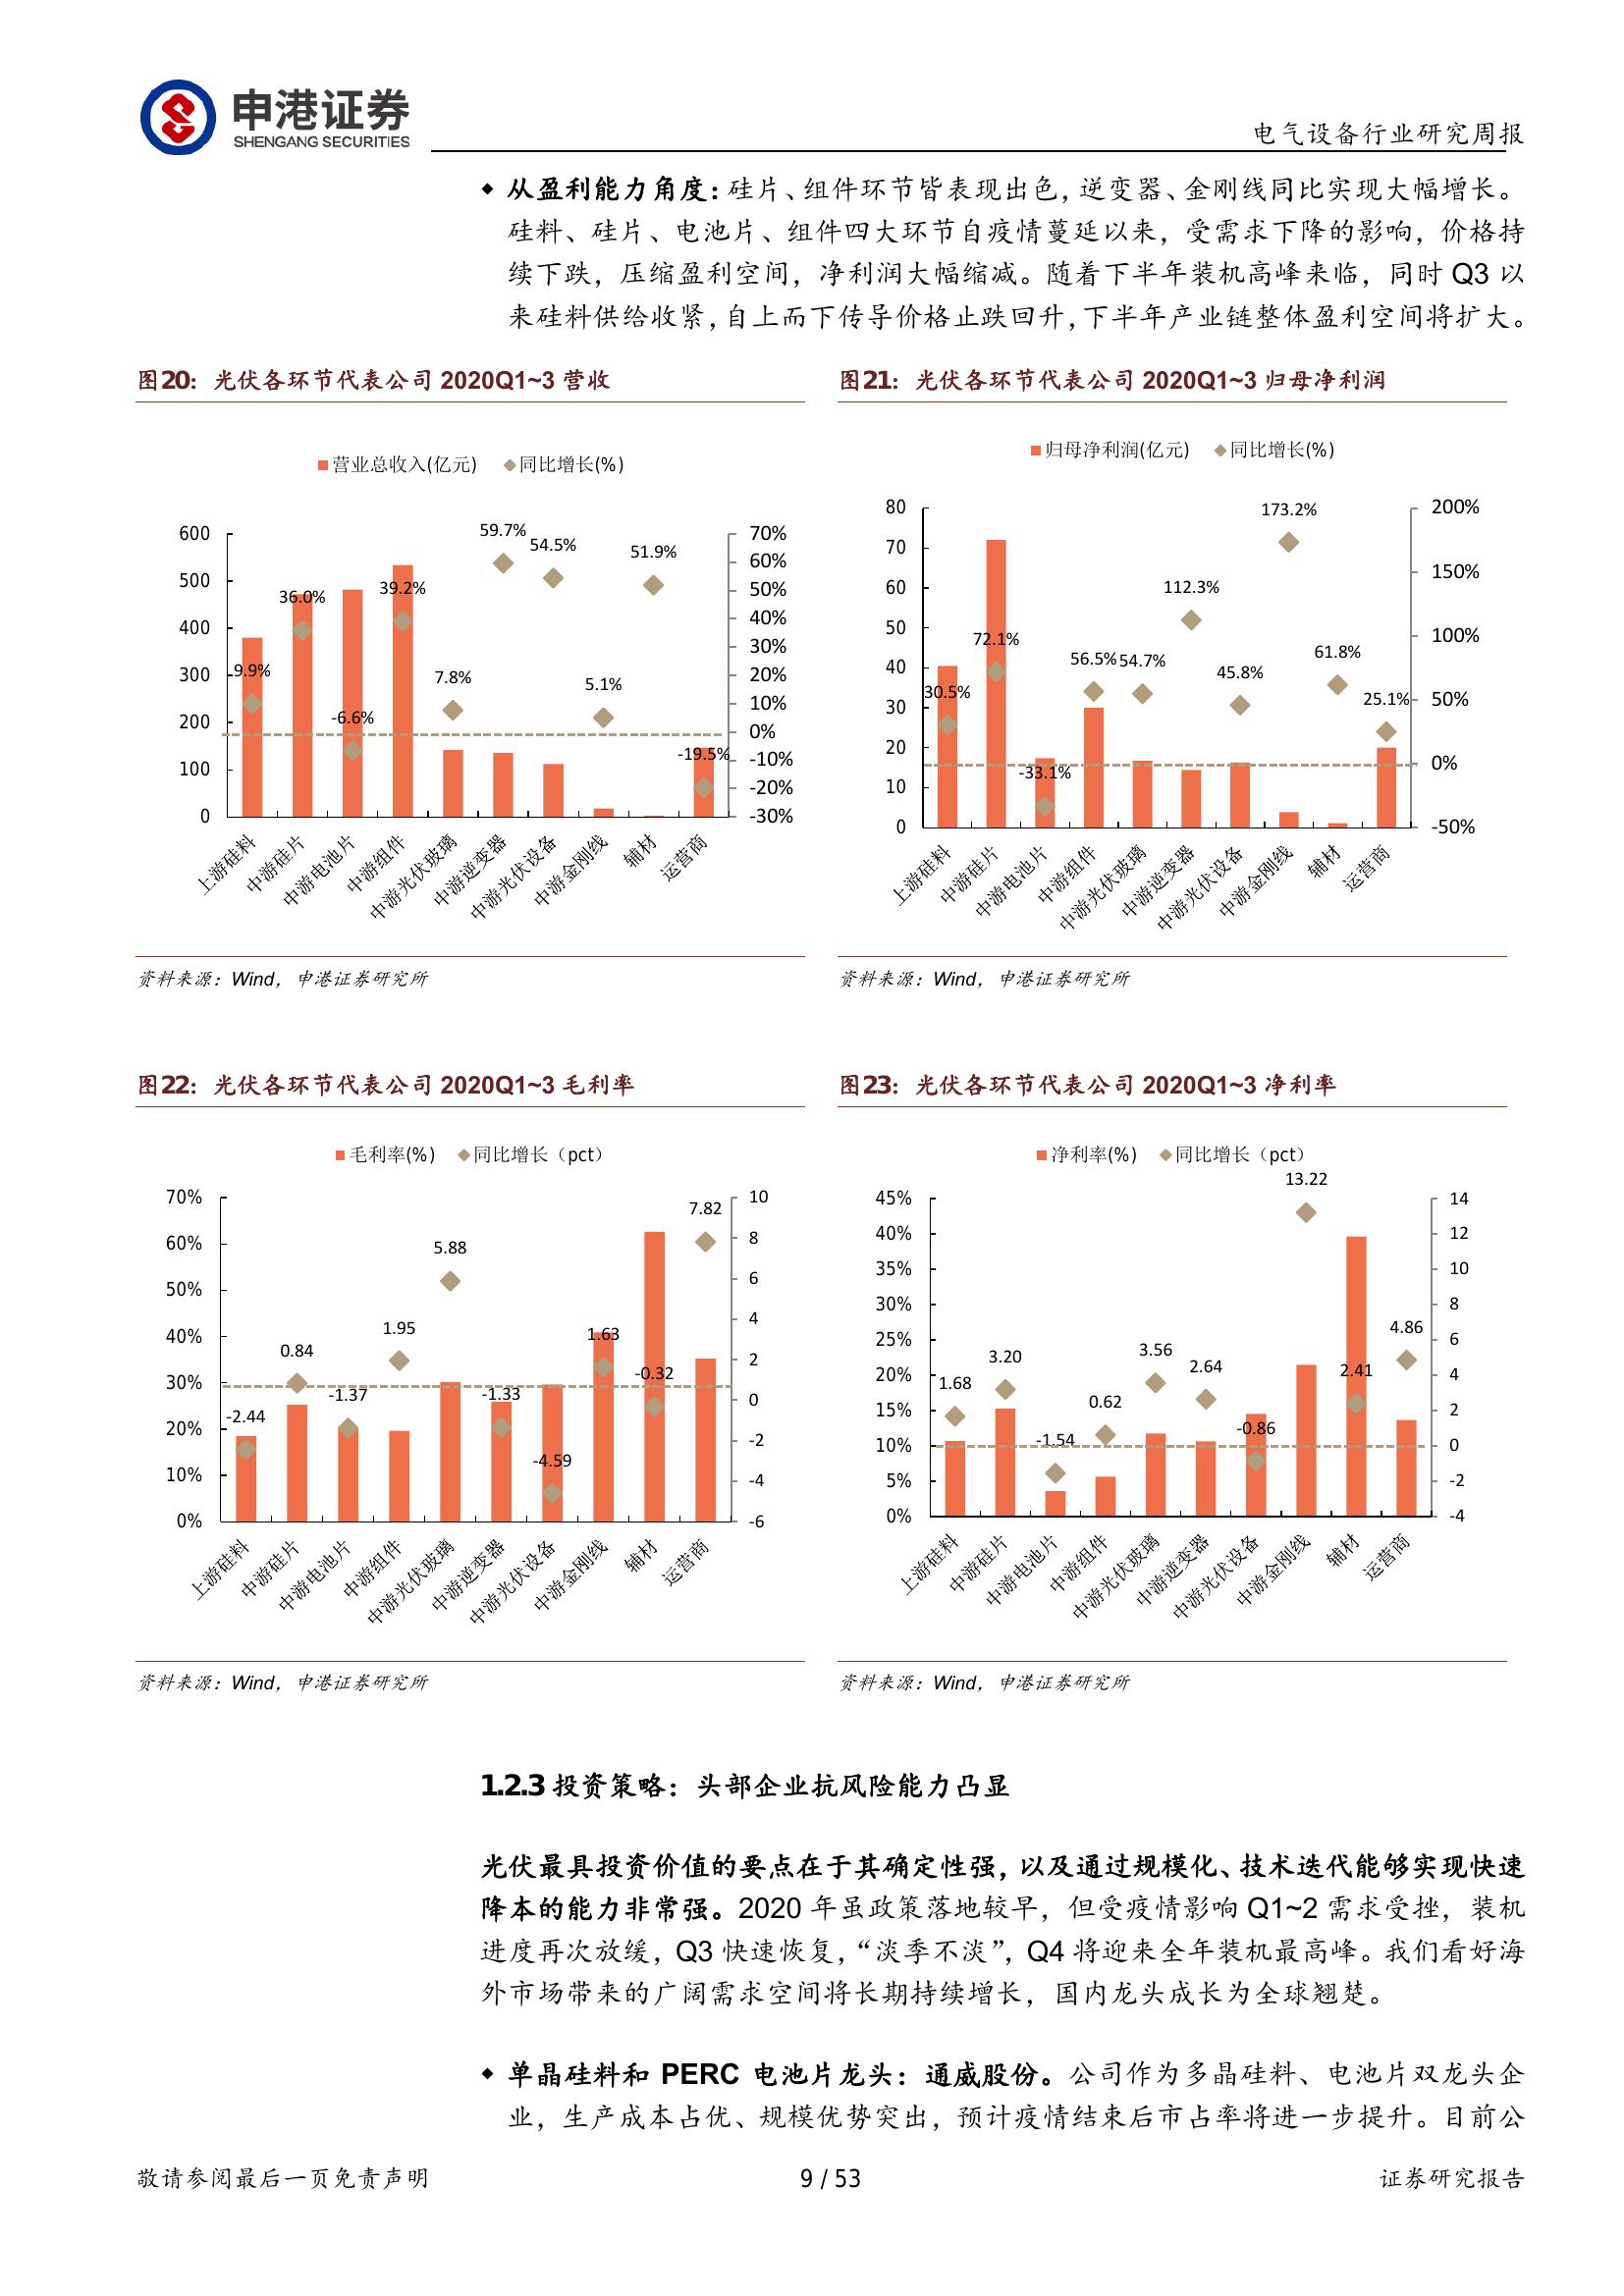 申港证券
SHENGANG SECURITIES
电气设备行业研究周报
◆ 从盈利能力角度：硅片、组件环节皆表现出色，逆变器、金刚线同比实现大幅增长。
硅料、硅片、电池片、组件四大环节自疫情蔓延以来，受需求下降的影响，价格持
续下跌，压缩盈利空间，净利润大幅缩减。随着下半年装机高峰来临，同时 Q3 以
来硅料供给收紧，自上而下传导价格止跌回升，下半年产业链整体盈利空间将扩大。
图20：光伏各环节代表公司 2020Q1~3 营收
营业总收入(亿元) 同比增长(%)
600
500
400
300
200
100
0
70%
60%
50%
40%
30%
20%
10%
0%
-10%
-20%
-30%
9.9%
36.0%
-6.6%
39.2%
7.8%
59.7%
54.5%
5.1%
51.9%
-19.5%
上游硅料
中游硅片
中游电池片
中游组件
中游光伏玻璃
中游逆变器
中游光伏设备
中游金刚线
辅材
运营商
资料来源：Wind，申港证券研究所
图21：光伏各环节代表公司 2020Q1~3 归母净利润
归母净利润(亿元) 同比增长(%)
80
70
60
50
40
30
20
10
0
200%
150%
100%
50%
0%
-50%
30.5%
72.1%
-33.1%
56.5%
54.7%
112.3%
45.8%
173.2%
61.8%
25.1%
上游硅料
中游硅片
中游电池片
中游组件
中游光伏玻璃
中游逆变器
中游光伏设备
中游金刚线
辅材
运营商
资料来源：Wind，申港证券研究所
图22：光伏各环节代表公司 2020Q1~3 毛利率
毛利率(%) 同比增长（pct）
70%
60%
50%
40%
30%
20%
10%
0%
10
8
6
4
2
0
-2
-4
-6
-2.44
0.84
-1.37
1.95
5.88
-1.33
-4.59
1.63
-0.32
7.82
上游硅料
中游硅片
中游电池片
中游组件
中游光伏玻璃
中游逆变器
中游光伏设备
中游金刚线
辅材
运营商
资料来源：Wind，申港证券研究所
图23：光伏各环节代表公司 2020Q1~3 净利率
净利率(%) 同比增长（pct）
45%
40%
35%
30%
25%
20%
15%
10%
5%
0%
14
12
10
8
6
4
2
0
-2
-4
1.68
3.20
-1.54
0.62
3.56
2.64
-0.86
13.22
2.41
4.86
上游硅料
中游硅片
中游电池片
中游组件
中游光伏玻璃
中游逆变器
中游光伏设备
中游金刚线
辅材
运营商
资料来源：Wind，申港证券研究所
1.2.3 投资策略：头部企业抗风险能力凸显
光伏最具投资价值的要点在于其确定性强，以及通过规模化、技术迭代能够实现快速
降本的能力非常强。2020 年虽政策落地较早，但受疫情影响 Q1~2 需求受挫，装机
进度再次放缓，Q3 快速恢复，“淡季不淡”，Q4 将迎来全年装机最高峰。我们看好海
外市场带来的广阔需求空间将长期持续增长，国内龙头成长为全球翘楚。
◆ 单晶硅料和 PERC 电池片龙头：通威股份。公司作为多晶硅料、电池片双龙头企
业，生产成本占优、规模优势突出，预计疫情结束后市占率将进一步提升。目前公
敬请参阅最后一页免责声明
9 / 53
证券研究报告